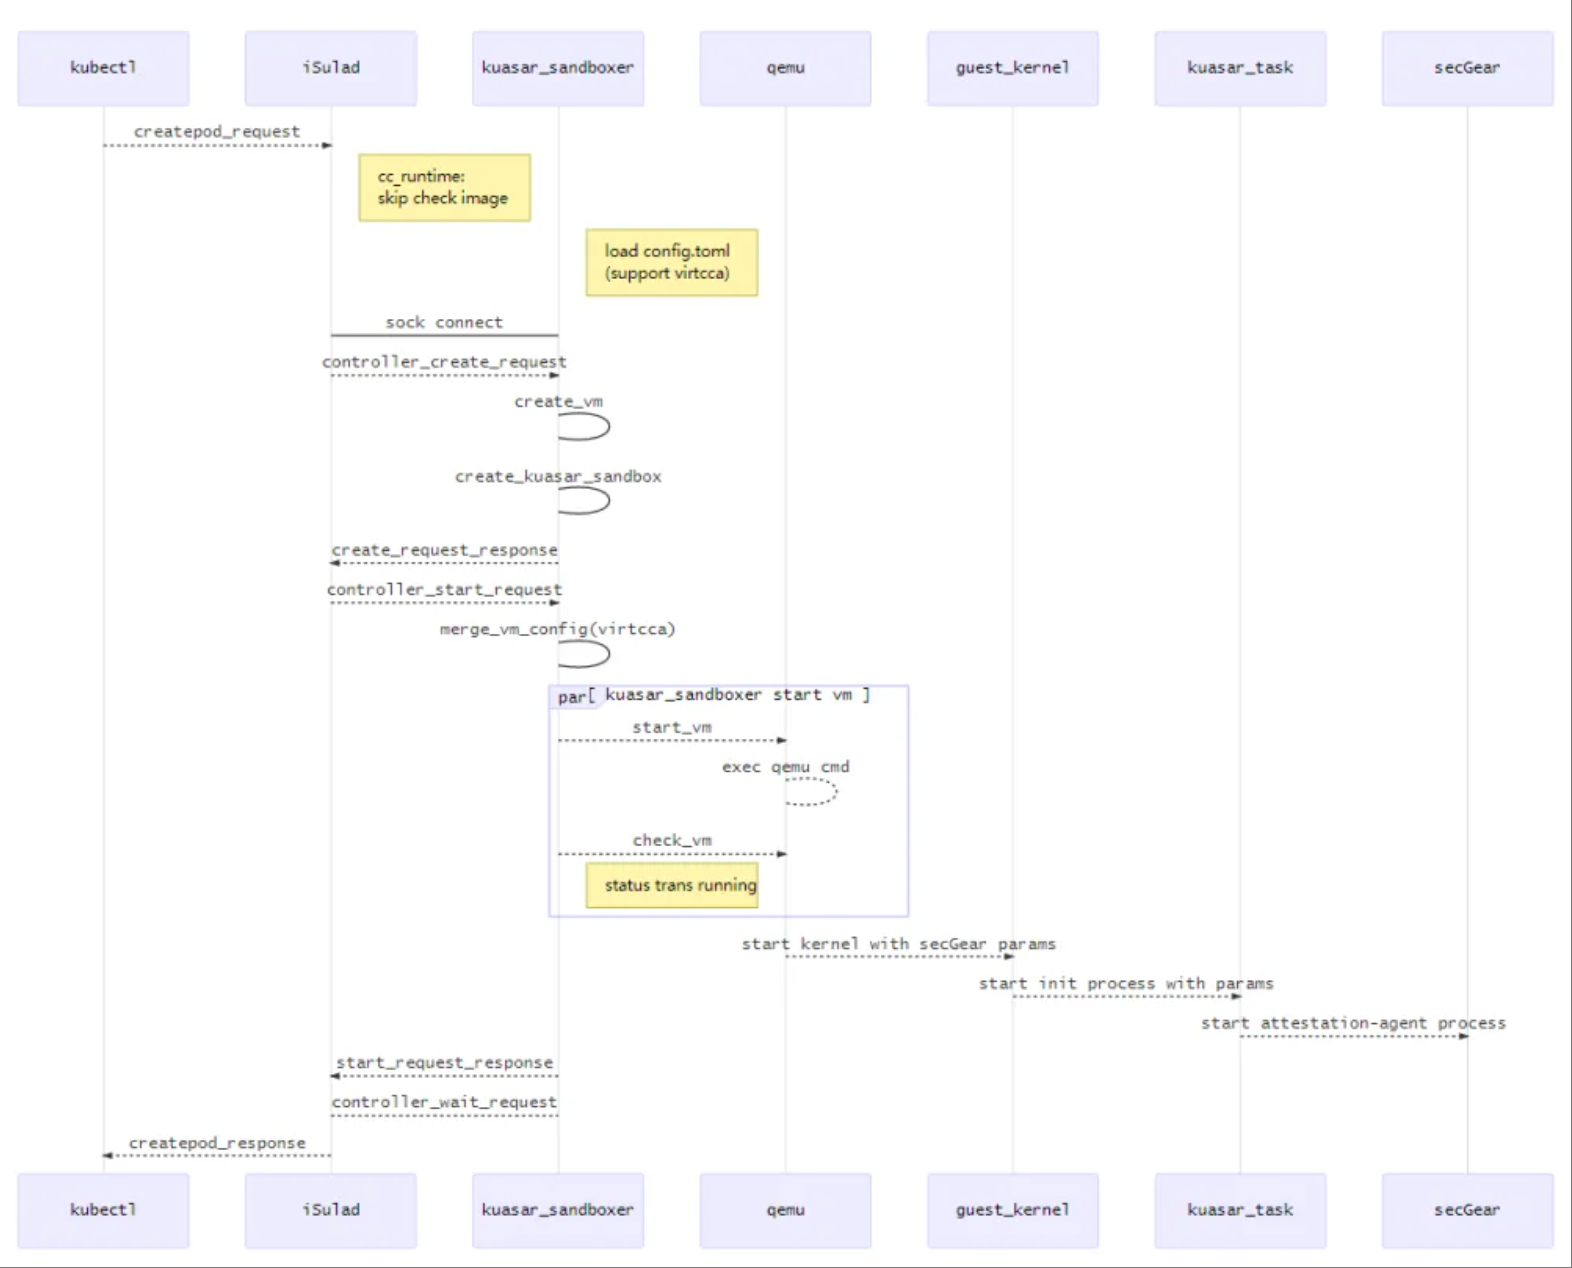 kubectl
iSulad
kuasar_sandboxer
qemu
guest_kernel
kuasar_task
secGear
createpod_request
cc_runtime:
skip check image
load config.toml
(support virtcca)
sock connect
controller_create_request
create_vm
create_kuasar_sandbox
create_request_response
controller_start_request
merge_vm_config(virtcca)
par[ kuasar_sandboxer start vm ]
start_vm
exec qemu cmd
check_vm
status trans running
start kernel with secGear params
start init process with params
start attestation-agent process
start_request_response
controller_wait_request
createpod_response
kubectl
iSulad
kuasar_sandboxer
qemu
guest_kernel
kuasar_task
secGear